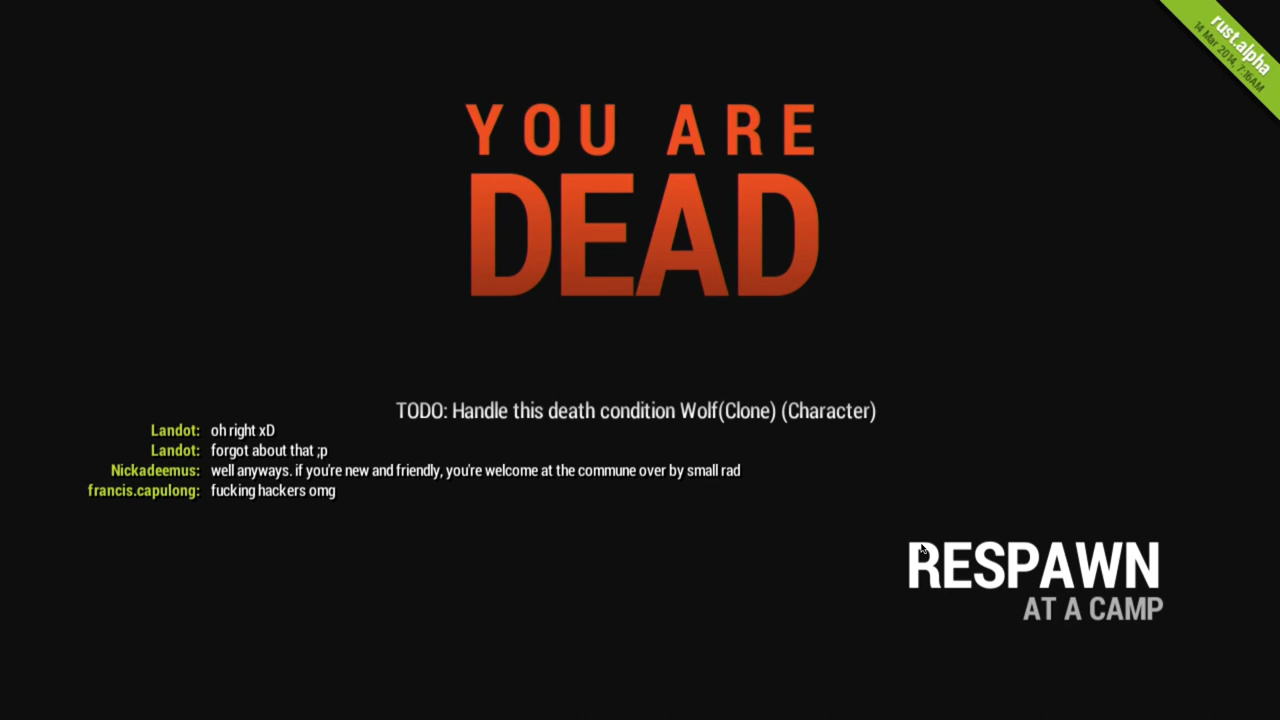 rust.alpha
14 Mar 2014, 7:16AM
YOU ARE
DEAD
TODO: Handle this death condition Wolf(Clone) (Character)
Landot: oh right xD
Landot: forgot about that ;p
Nickadeemus: well anyways. if you're new and friendly, you're welcome at the commune over by small rad
francis.capulong: fucking hackers omg
RESPAWN
AT A CAMP